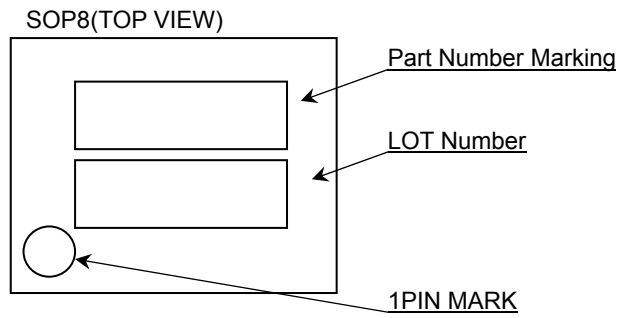 SOP8(TOP VIEW)
Part Number Marking
LOT Number
1PIN MARK